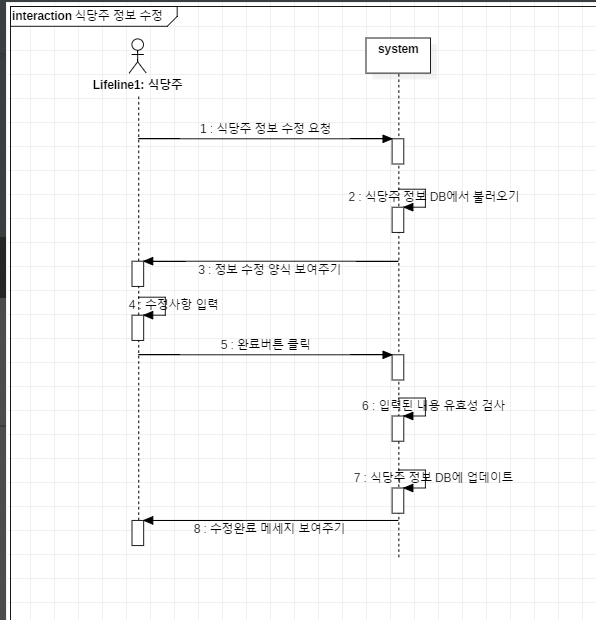 interaction 식당주 정보 수정
system
Lifeline1: 식당주
1 : 식당주 정보 수정 요청
2 : 식당주 정보 DB에서 불러오기
3 : 정보 수정 양식 보여주기
4 : 수정사항 입력
5 : 완료버튼 클릭
6 : 입력된 내용 유효성 검사
7 : 식당주 정보 DB에 업데이트
8 : 수정완료 메세지 보여주기